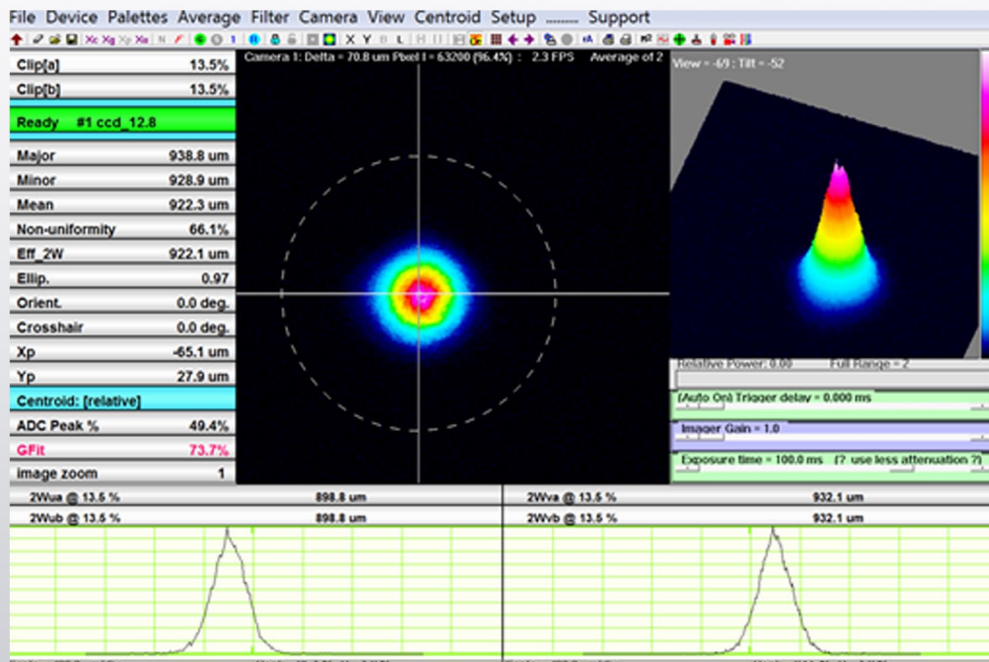 File Device Palettes Average Filter Camera View Centroid Setup ........ Support
Clip[a] 13.5%
Clip[b] 13.5%
Ready #1 ccd_12.8
Major 938.8 um
Minor 928.9 um
Mean 922.3 um
Non-uniformity 66.1%
Eff_2W 922.1 um
Ellip. 0.97
Orient. 0.0 deg.
Crosshair 0.0 deg.
Xp -65.1 um
Yp 27.9 um
Centroid: [relative]
ADC Peak % 49.4%
GFit 73.7%
image zoom 1
Camera 1: Delta = 70.8 um Pixel I = 63200 (96.4%) : 2.3 FPS Average of 2
View = -69 : Tilt = -52
Relative Power: 0.00 Full Range = 2
(Auto On) Trigger delay = 0.000 ms
Imager Gain = 1.0
Exposure time = 100.0 ms (? use less attenuation ?)
2Wua @ 13.5 % 898.8 um
2Wub @ 13.5 % 898.8 um
2Wva @ 13.5 % 932.1 um
2Wvb @ 13.5 % 932.1 um